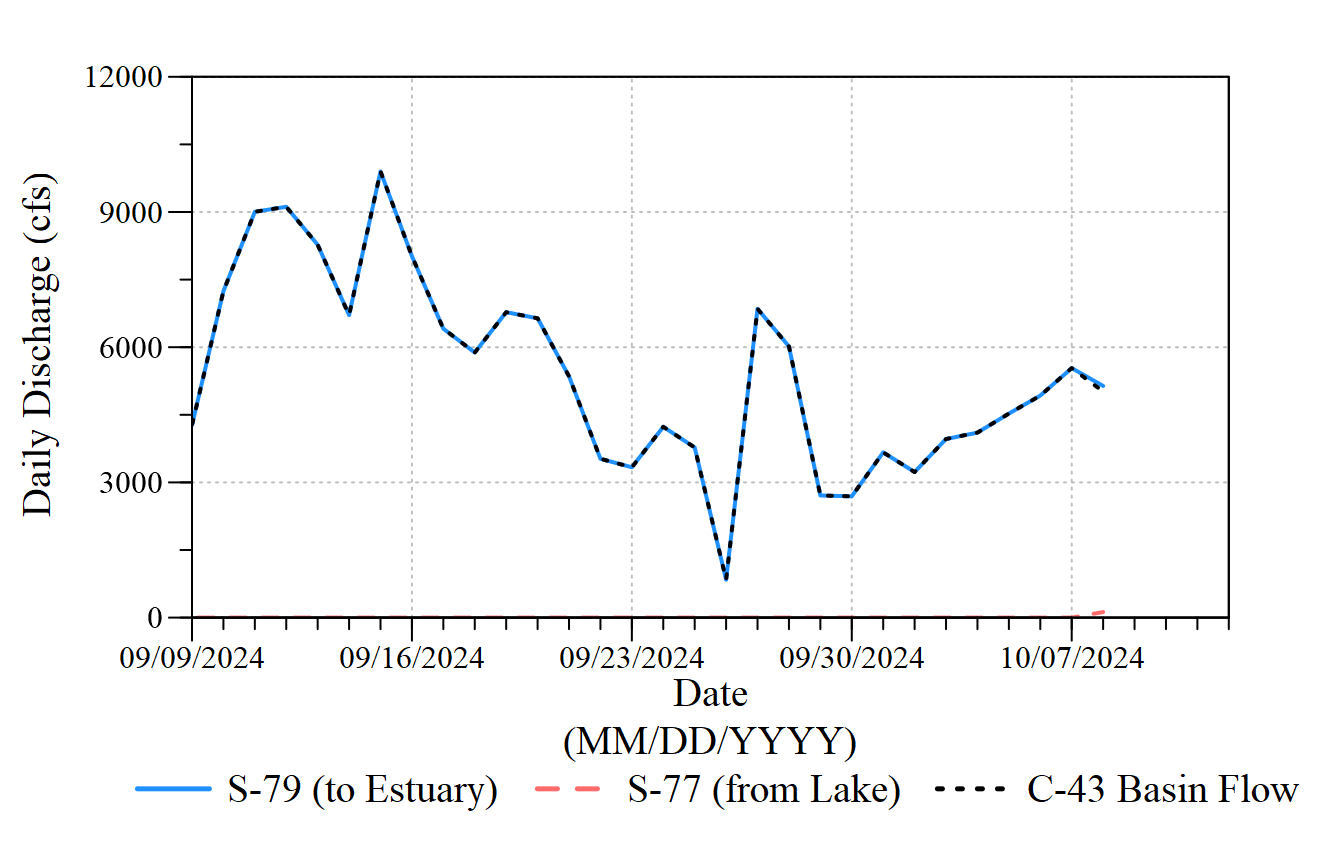 12000
9000
6000
3000
0
Daily Discharge (cfs)
09/09/2024 09/16/2024 09/23/2024 09/30/2024 10/07/2024
Date
(MM/DD/YYYY)
S-79 (to Estuary) S-77 (from Lake) C-43 Basin Flow